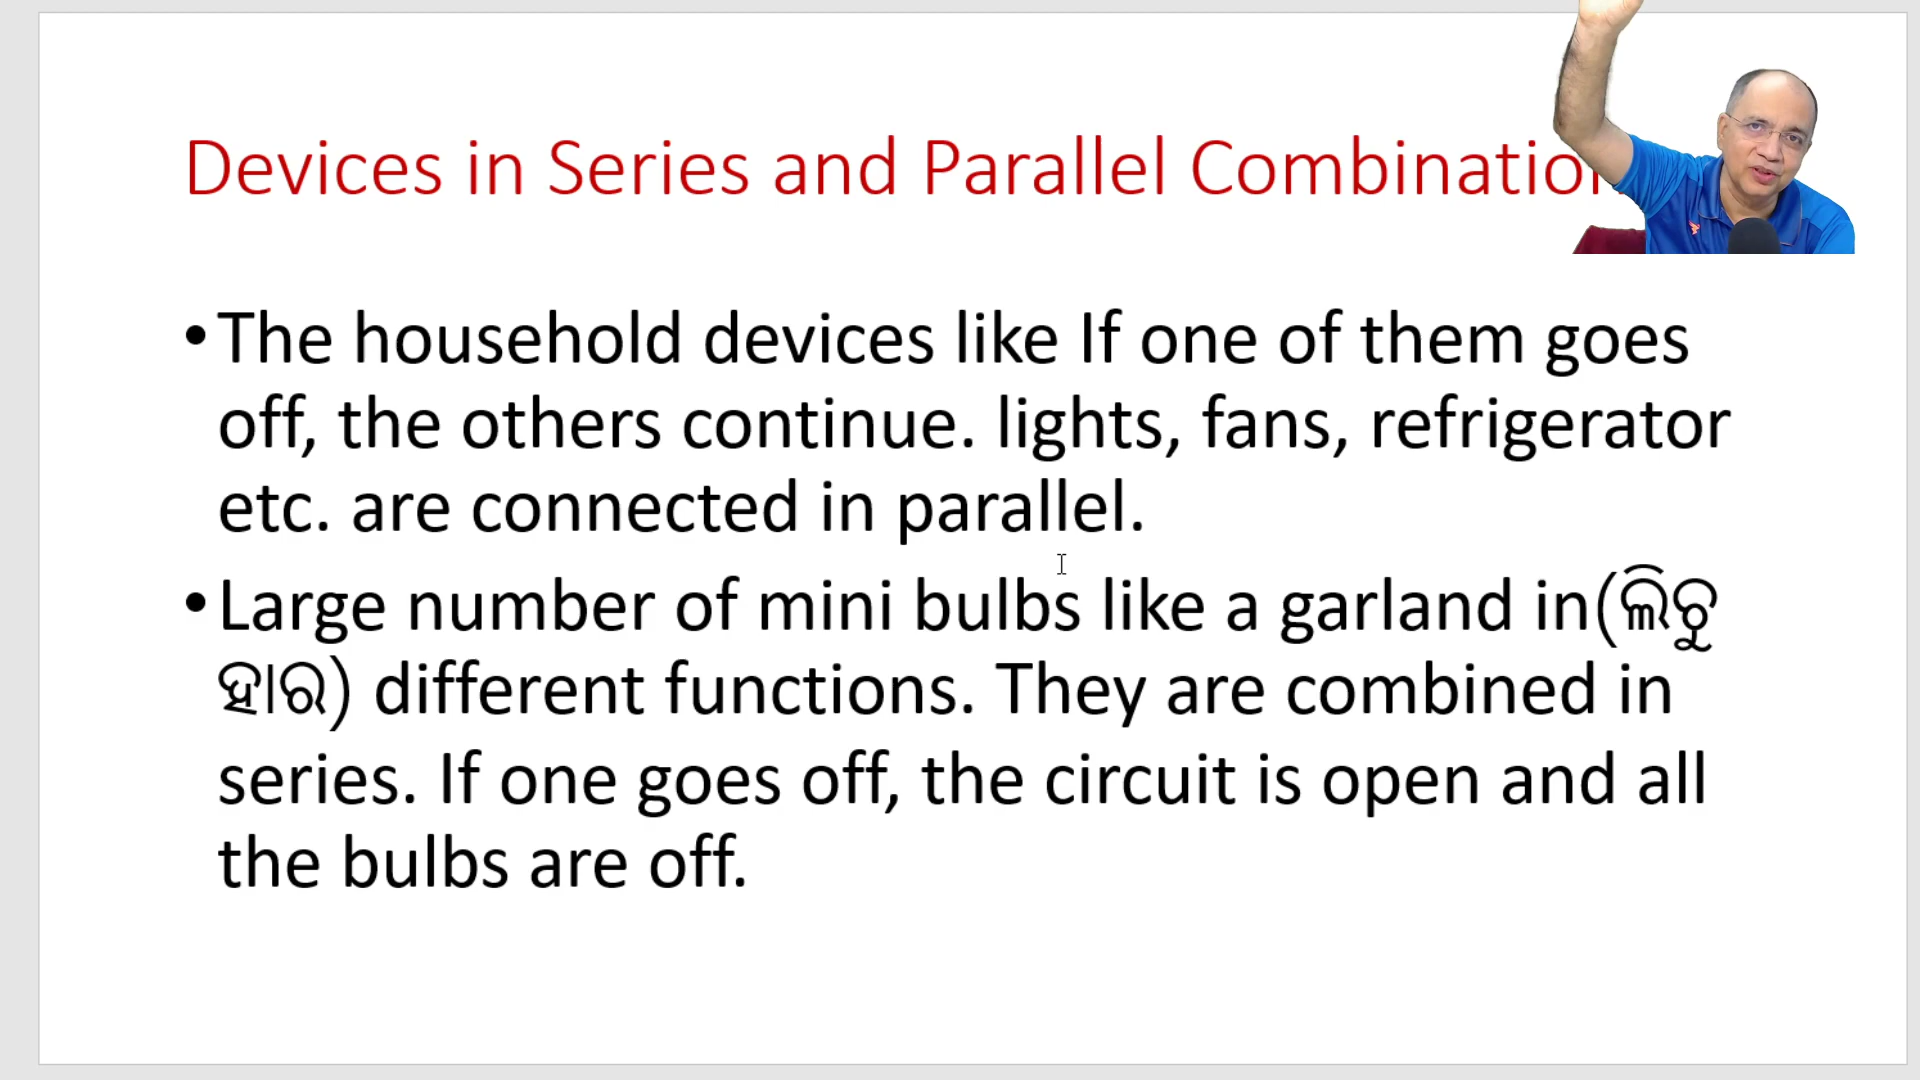 Devices in Series and Parallel Combination
•The household devices like If one of them goes
off, the others continue. lights, fans, refrigerator
etc. are connected in parallel.
•Large number of mini bulbs like a garland in(ଲିଚୁ
ହାର) different functions. They are combined in
series. If one goes off, the circuit is open and all
the bulbs are off.